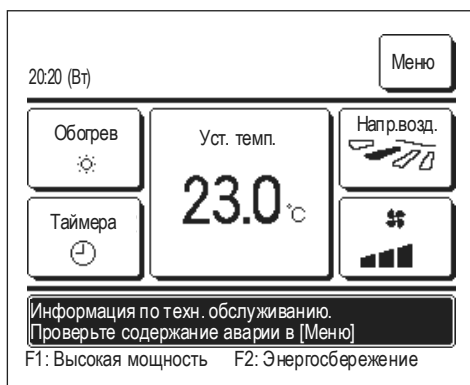 Меню
20:20 (Вт)
Обогрев
Уст. темп.
Напр.возд.
23.0 °C
Таймера
Информация по техн. обслуживанию.
Проверьте содержание аварии в [Меню]
F1: Высокая мощность F2: Энергосбережение